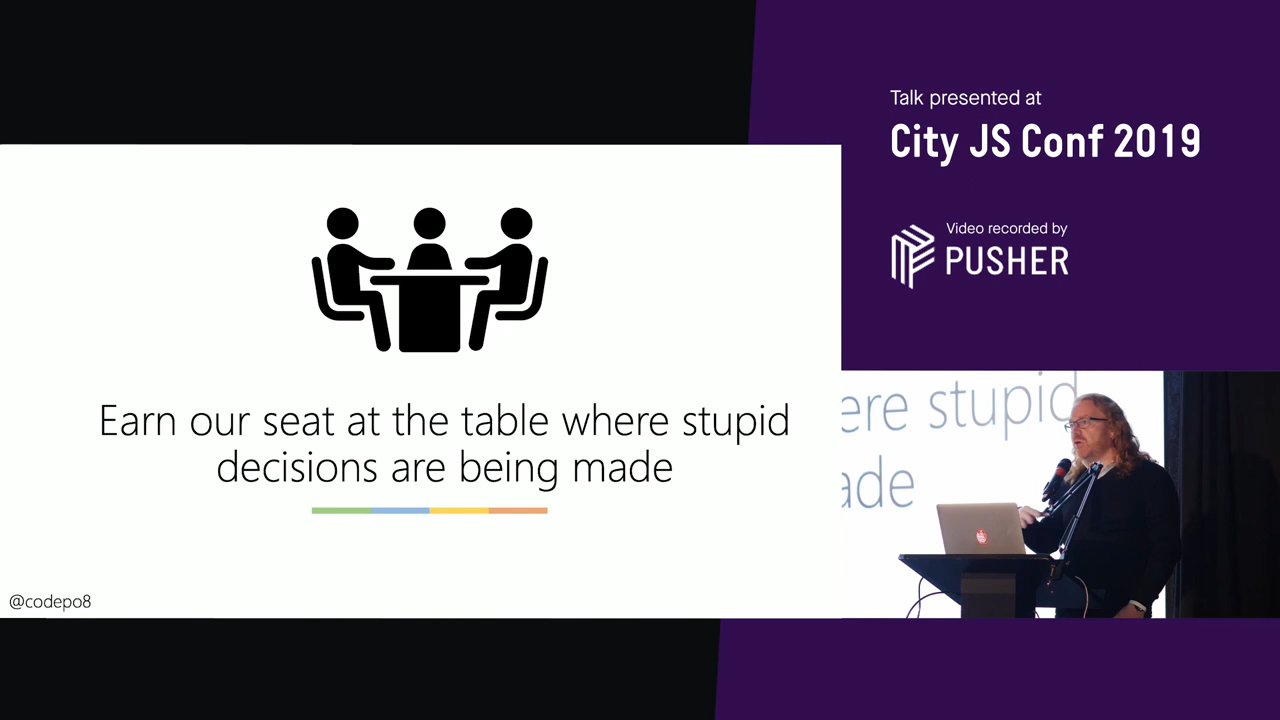 Talk presented at
City JS Conf 2019
Video recorded by
PUSHER
Earn our seat at the table where stupid
decisions are being made
@codepo8
ere stupid
ade